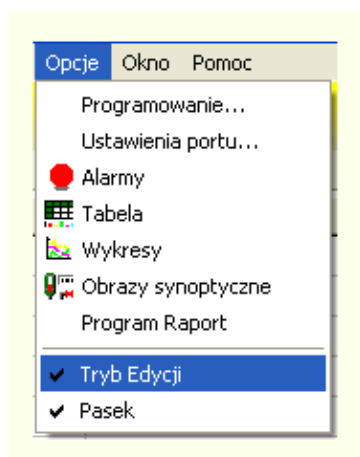 Opcje Okno Pomoc
Programowanie...
Ustawienia portu...
Alarmy
Tabela
Wykresy
Obrazy synoptyczne
Program Raport
Tryb Edycji
Pasek